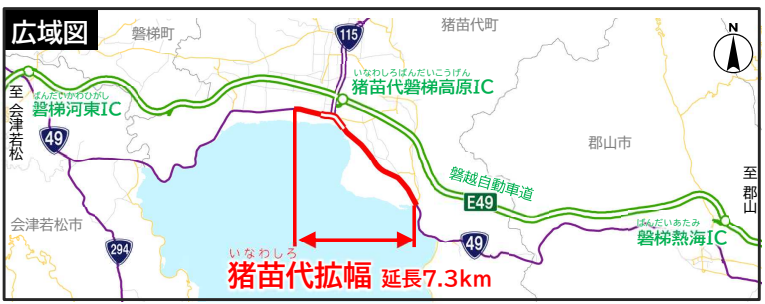 広域図
磐梯町
猪苗代町
N
115
いなわしろばんだいこうげん
猪苗代磐梯高原IC
ばんだいかわひがし
磐梯河東IC
至 会津若松
49
郡山市
磐越自動車道
E49
至 郡山
ばんだいあたみ
磐梯熱海IC
会津若松市
294
49
いなわしろ
猪苗代拡幅 延長7.3km